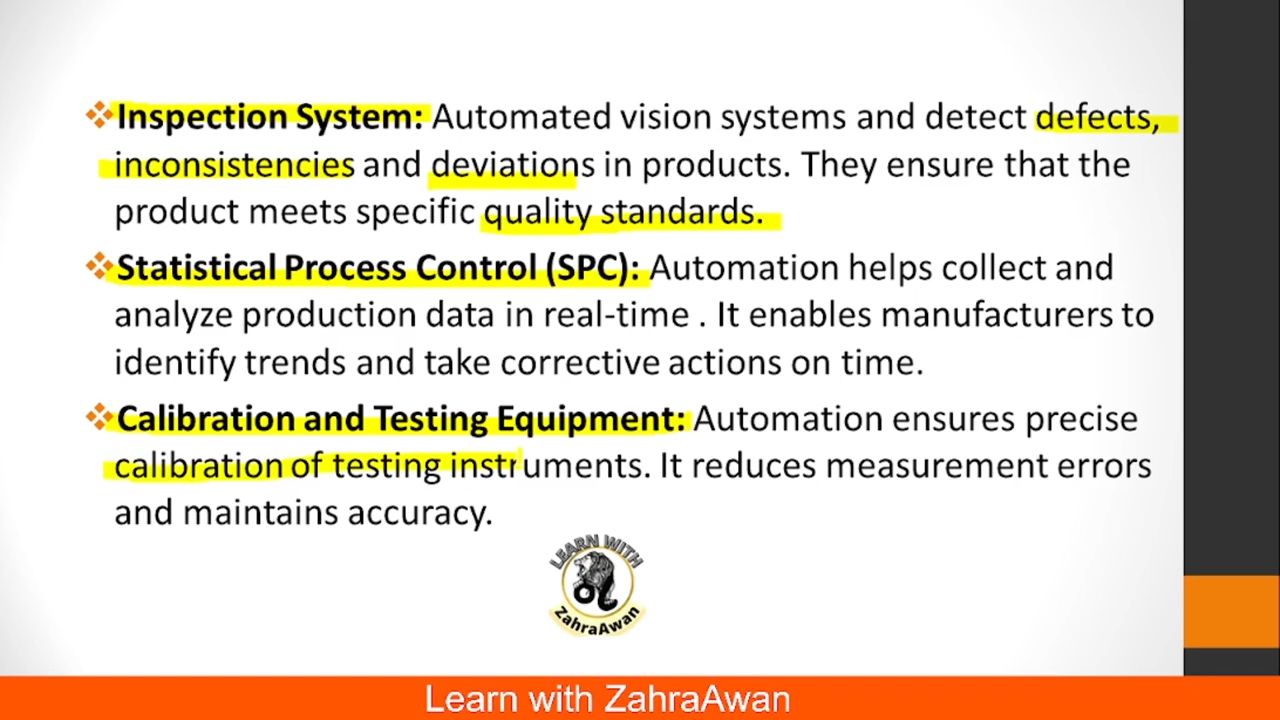 ❖Inspection System: Automated vision systems and detect defects,
inconsistencies and deviations in products. They ensure that the
product meets specific quality standards.
❖Statistical Process Control (SPC): Automation helps collect and
analyze production data in real-time . It enables manufacturers to
identify trends and take corrective actions on time.
❖Calibration and Testing Equipment: Automation ensures precise
calibration of testing instruments. It reduces measurement errors
and maintains accuracy.
LEARN WITH
ZahraAwan
Learn with ZahraAwan